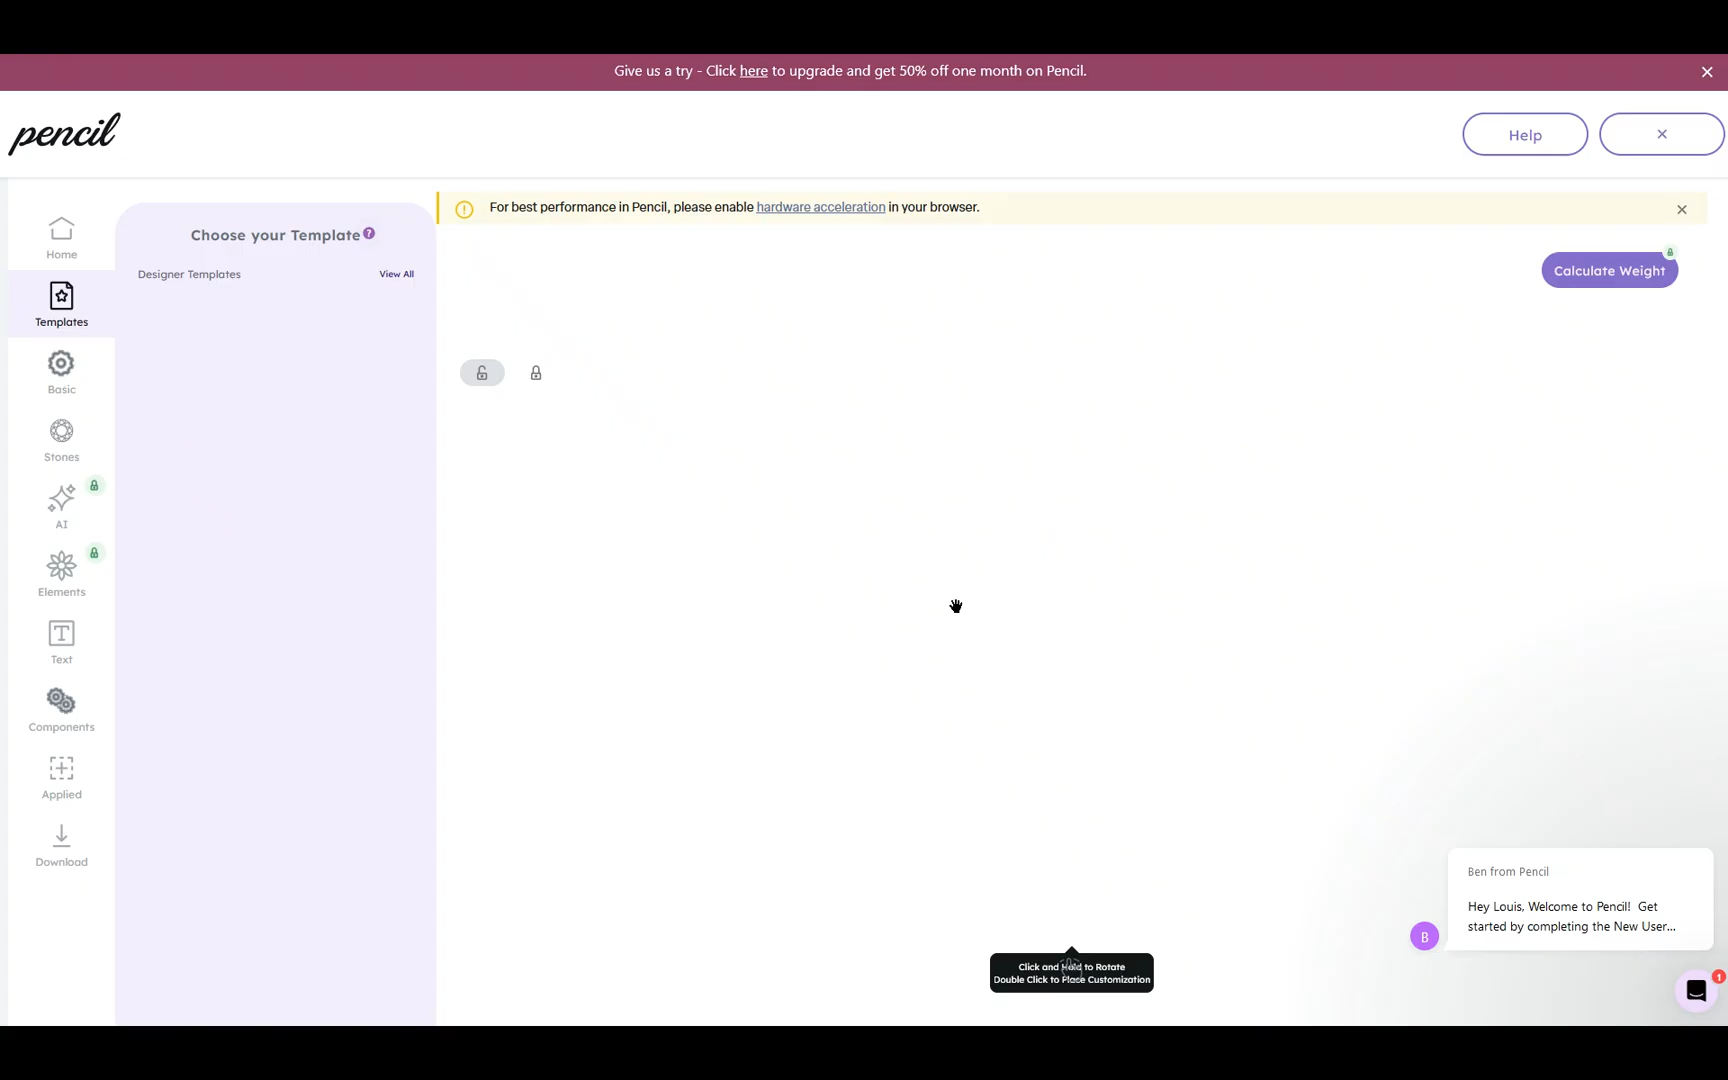 Give us a try - Click here to upgrade and get 50% off one month on Pencil.
pencil
Help
For best performance in Pencil, please enable hardware acceleration in your browser.
Choose your Template
?
Designer Templates
View All
Calculate Weight
Home
Templates
Basic
Stones
AI
Elements
Text
Components
Applied
Download
Click and Hold to Rotate
Double Click to Place Customization
Ben from Pencil
Hey Louis, Welcome to Pencil! Get
started by completing the New User...
B
1